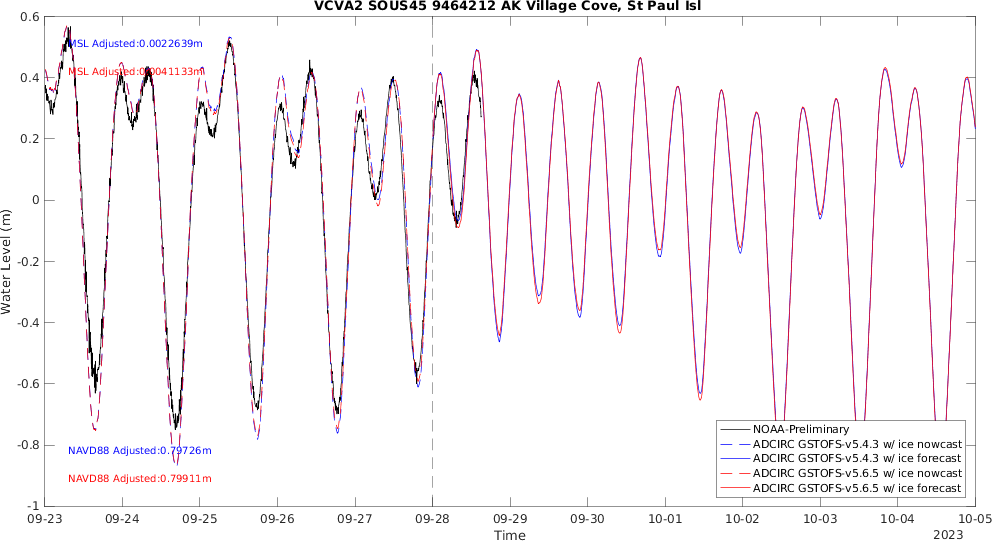 VCVA2 SOUS45 9464212 AK Village Cove, St Paul Isl
0.6
0.4
0.2
0
-0.2
-0.4
-0.6
-0.8
-1
Water Level (m)
MSL Adjusted:0.0022639m
MSL Adjusted:0.0041133m
NAVD88 Adjusted:0.79726m
NAVD88 Adjusted:0.79911m
NOAA-Preliminary
ADCIRC GSTOFS-v5.4.3 w/ ice nowcast
ADCIRC GSTOFS-v5.4.3 w/ ice forecast
ADCIRC GSTOFS-v5.6.5 w/ ice nowcast
ADCIRC GSTOFS-v5.6.5 w/ ice forecast
09-23 09-24 09-25 09-26 09-27 09-28 09-29 09-30 10-01 10-02 10-03 10-04 10-05
Time
2023